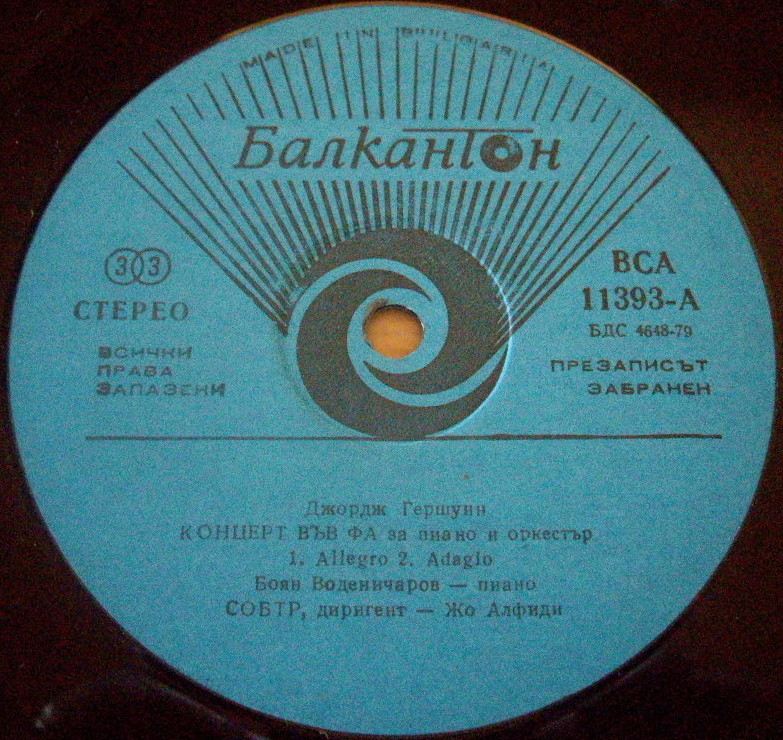 MADE IN BULGARIA
Балкантон
33
СТЕРЕО
ВСИЧКИ
ПРАВА
ЗАПАЗЕНИ
ВСА
11393-А
БДС 4648-79
ПРЕЗАПИСЪТ
ЗАБРАНЕН
Джордж Гершуин
КОНЦЕРТ ВЪВ ФА за пиано и оркестър
1. Allegro 2. Adagio
Боян Воденичаров — пиано
СОБТР, диригент — Жо Алфиди